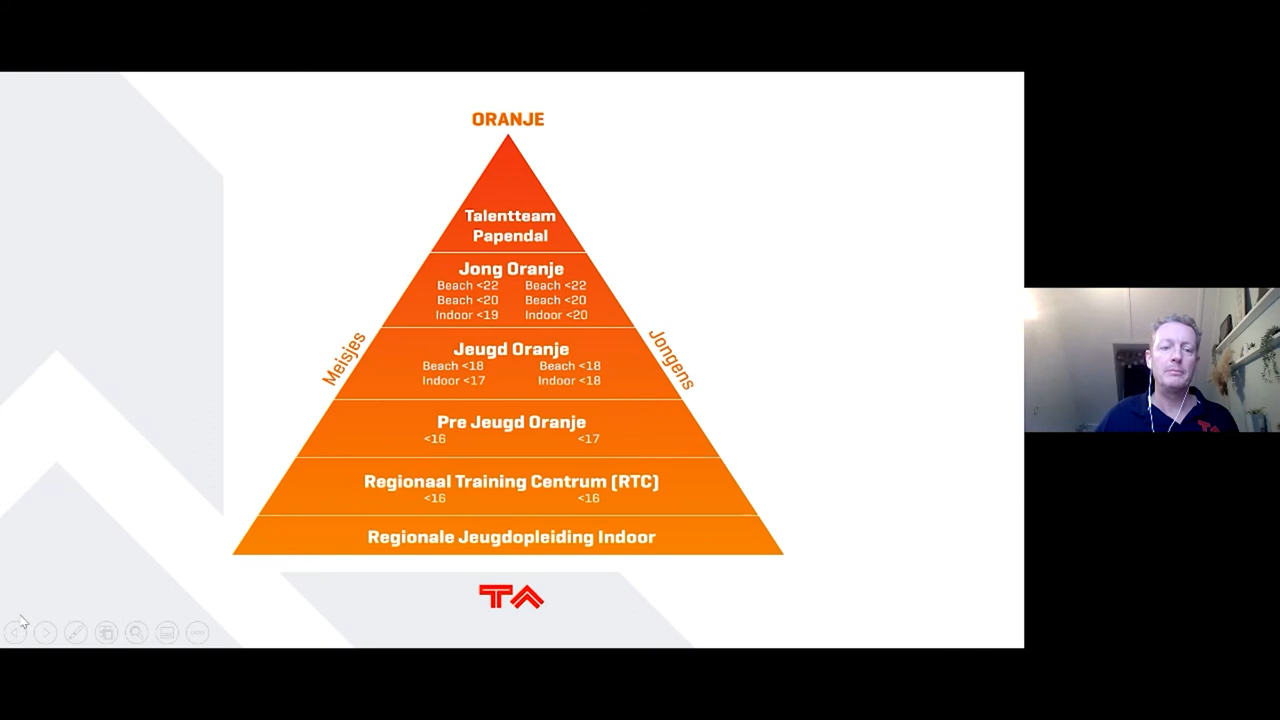 ORANJE
Talentteam
Papendal
Jong Oranje
Beach <22 Beach <22
Beach <20 Beach <20
Indoor <19 Indoor <20
Meisjes
Jongens
Jeugd Oranje
Beach <18 Beach <18
Indoor <17 Indoor <18
Pre Jeugd Oranje
<16 <17
Regionaal Training Centrum (RTC)
<16 <16
Regionale Jeugdopleiding Indoor
TA